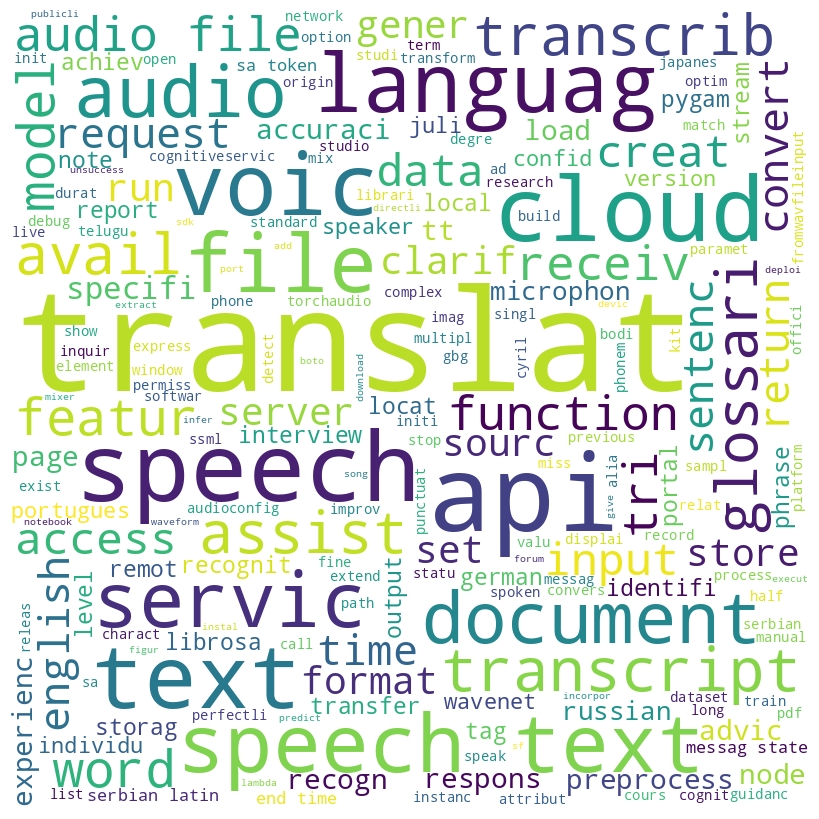 publicli
audio file
gener
network
option
term
studi
transform
japanes
transcrib
init
achiev
open
sa token
origin
languag
optim
pygam
stream
convert
model
audio
request
accuraci
juli
degre
load
confid
match
creat
note
cognitiveservic
unsuccess
mix
studio
ad
research
data
version
run
voic
durat
report
librari
directli
local
build
cloud
paramet
fromwavfileinput
debug
live
telugu
sdk
standard
speaker
tt
avail
file
add
port
clarif
receiv
deploi
specifi
phone
torchaudio
complex
microphon
devic
glossari
sentenc
return
offici
show
extract
imag
singl
translat
multipl
gbg
cyril
bodi
phonem
kit
inquir
express
detect
boto
element
window
permiss
softwar
download
mixer
infer
featur
server
locat
function
initi
page
ssml
interview
stop
sourc
previous
tri
portal
phrase
sampl
platform
exist
speech
song
punctuat
miss
give
alia
api
relat
portugues
audioconfig
improv
valu
displai
record
notebook
waveform
access
assist
set
forum
input
store
english
level
remot
recognit
fine
extend
output
statu
german
messag
identifi
process
execut
releas
instal
servic
path
spoken
convers
half
charact
document
serbian
manual
experienc
sa
figur
librosa
call
time
text
format
transcript
storag
perfectli
predict
transfer
wavenet
incorpor
dataset
long
train
pdf
individu
tag
russian
advic
messag state
word
speech text
speak
sf
node
lambda
recogn
respons
preprocess
list
serbian latin
end time
instanc
attribut
cours
cognit
guidanc